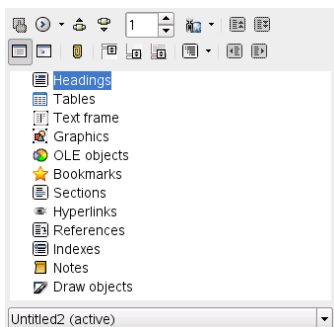 1
Headings
Tables
Text frame
Graphics
OLE objects
Bookmarks
Sections
Hyperlinks
References
Indexes
Notes
Draw objects
Untitled2 (active)